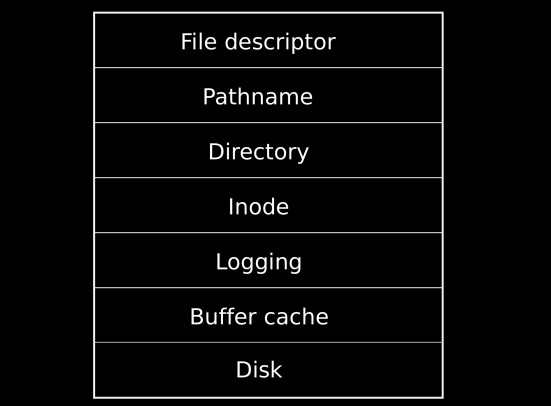 File descriptor
Pathname
Directory
Inode
Logging
Buffer cache
Disk